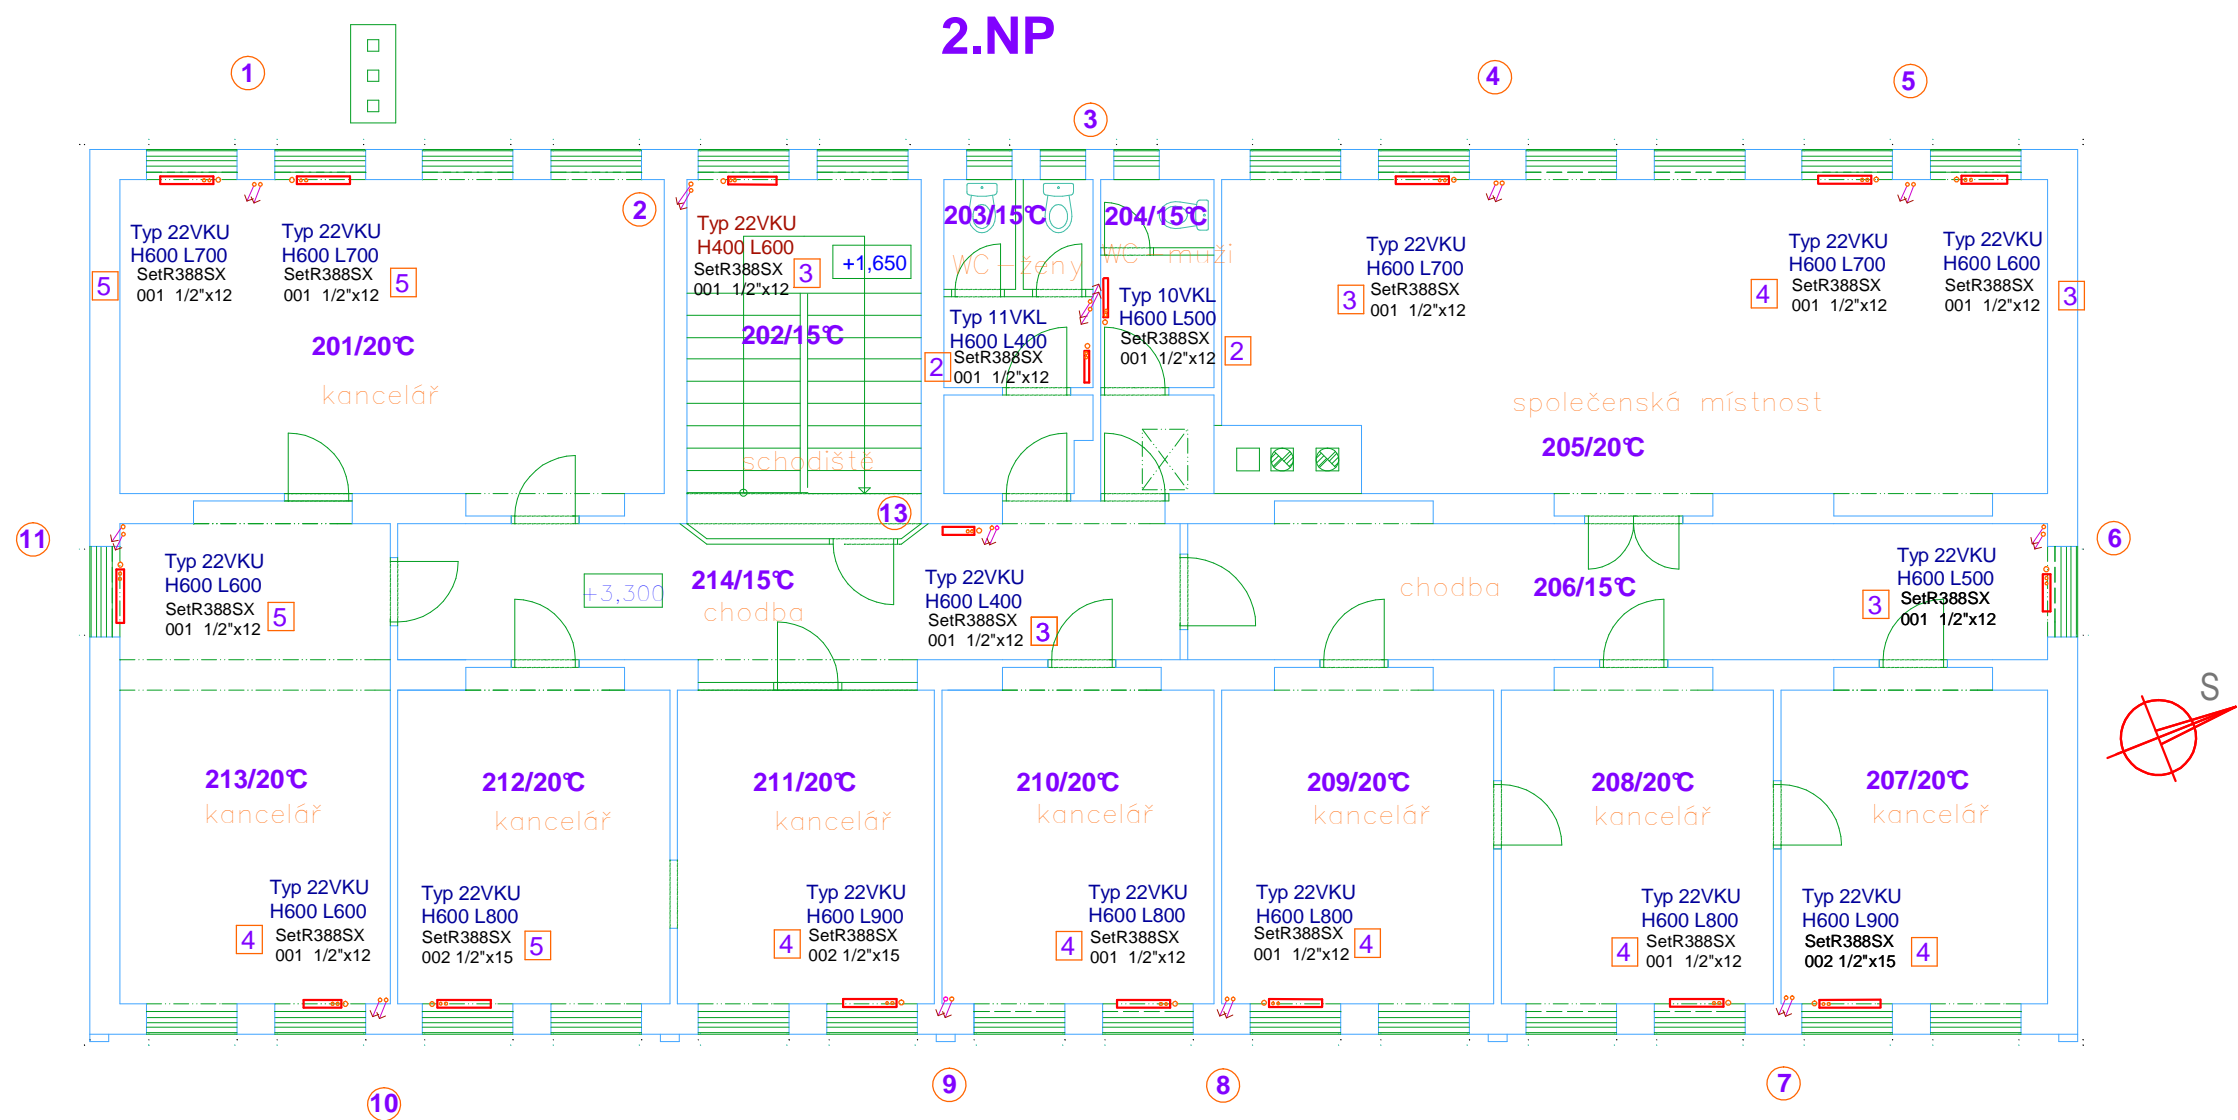 2.NP
1
4
5
3
2
Typ 22VKU
H600 L700
SetR388SX
001 1/2"x12
5
Typ 22VKU
H600 L700
SetR388SX
001 1/2"x12
5
201/20°C
kancelář
Typ 22VKU
H400 L600
SetR388SX
001 1/2"x12
3
+1,650
202/15°C
schodiště
203/15°C
WC-ženy
Typ 11VKL
H600 L400
SetR388SX
001 1/2"x12
2
204/15°C
WC-muži
Typ 10VKL
H600 L500
SetR388SX
001 1/2"x12
2
Typ 22VKU
H600 L700
SetR388SX
001 1/2"x12
3
Typ 22VKU
H600 L700
SetR388SX
001 1/2"x12
4
Typ 22VKU
H600 L600
SetR388SX
001 1/2"x12
3
společenská místnost
205/20°C
13
11
6
Typ 22VKU
H600 L600
SetR388SX
001 1/2"x12
5
+3,300
214/15°C
chodba
Typ 22VKU
H600 L400
SetR388SX
001 1/2"x12
3
chodba
206/15°C
Typ 22VKU
H600 L500
SetR388SX
001 1/2"x12
3
S
213/20°C
kancelář
Typ 22VKU
H600 L600
SetR388SX
001 1/2"x12
4
212/20°C
kancelář
Typ 22VKU
H600 L800
SetR388SX
002 1/2"x15
5
211/20°C
kancelář
Typ 22VKU
H600 L900
SetR388SX
002 1/2"x15
4
210/20°C
kancelář
Typ 22VKU
H600 L800
SetR388SX
001 1/2"x12
4
209/20°C
kancelář
Typ 22VKU
H600 L800
SetR388SX
001 1/2"x12
4
208/20°C
kancelář
Typ 22VKU
H600 L800
SetR388SX
001 1/2"x12
4
207/20°C
kancelář
Typ 22VKU
H600 L900
SetR388SX
002 1/2"x15
4
10
9
8
7